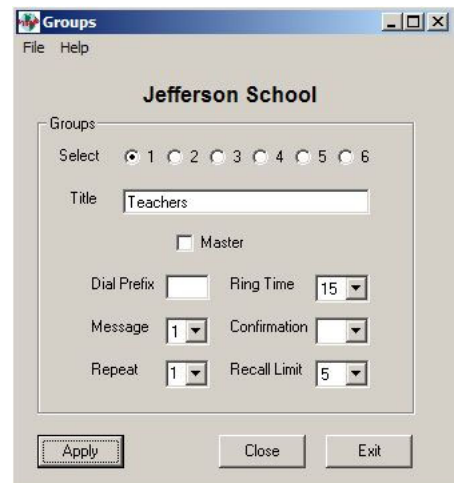 Groups
File Help
Jefferson School
Groups
Select 1 2 3 4 5 6
Title Teachers
Master
Dial Prefix Ring Time 15
Message 1 Confirmation
Repeat 1 Recall Limit 5
Apply Close Exit